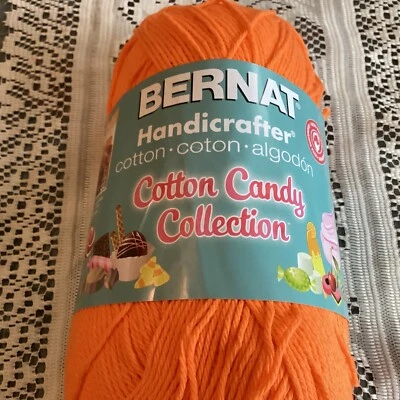 BERNAT
Handicrafter®
cotton · coton · algodón
Cotton Candy
Collection